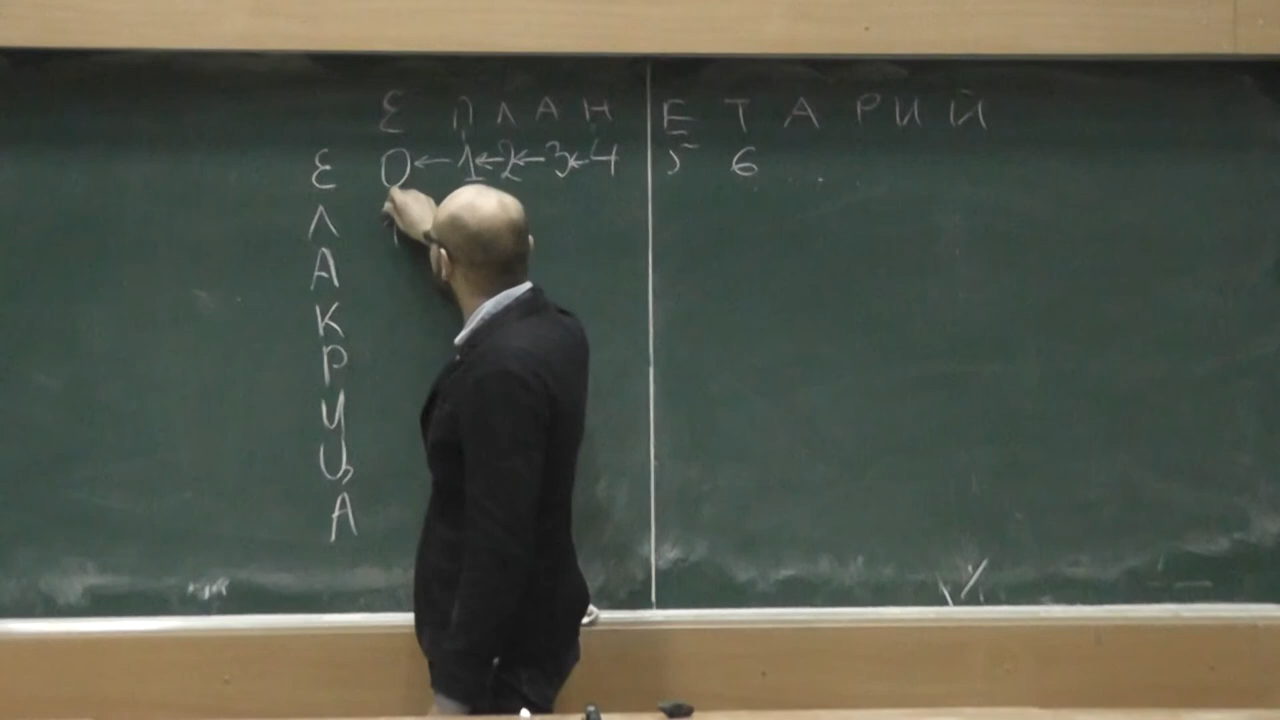 ε П Л А Н Е Т А Р И Й
ε 0 ← 1 ← 2 ← 3 ← 4 5 6 ...
Л
А
К
Р
И
Ц
А